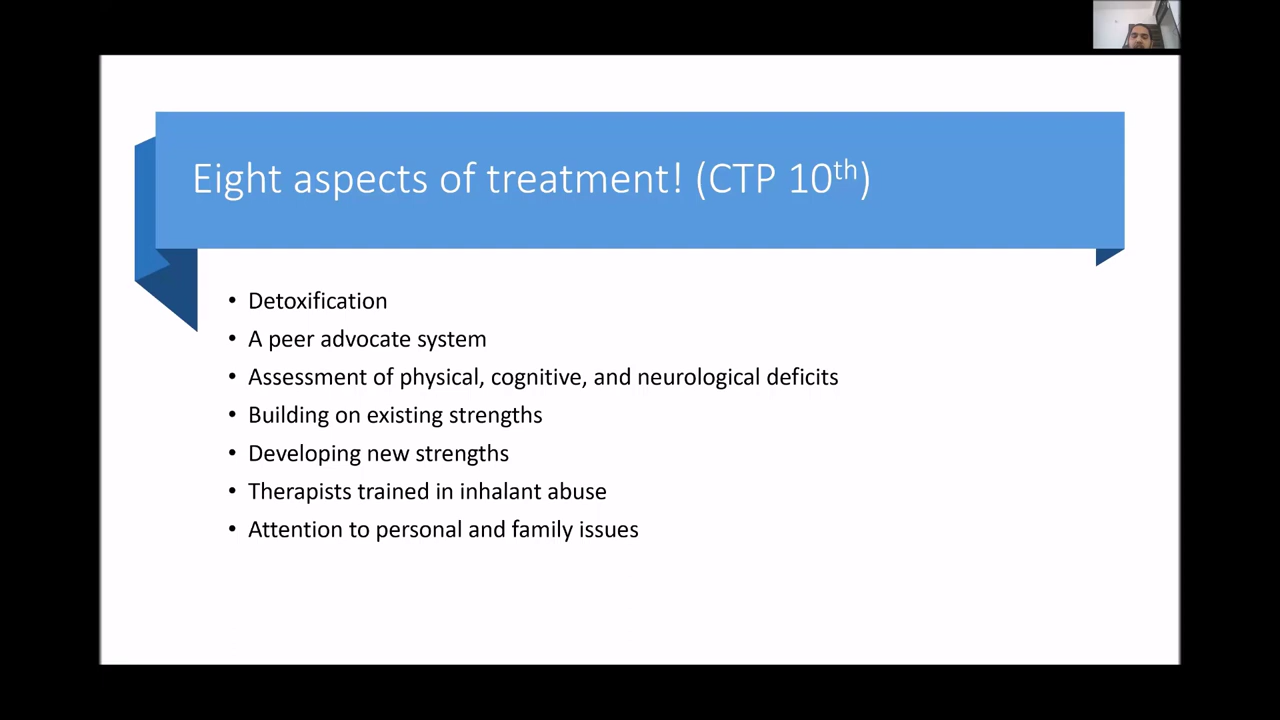 Eight aspects of treatment! (CTP 10th)
• Detoxification
• A peer advocate system
• Assessment of physical, cognitive, and neurological deficits
• Building on existing strengths
• Developing new strengths
• Therapists trained in inhalant abuse
• Attention to personal and family issues